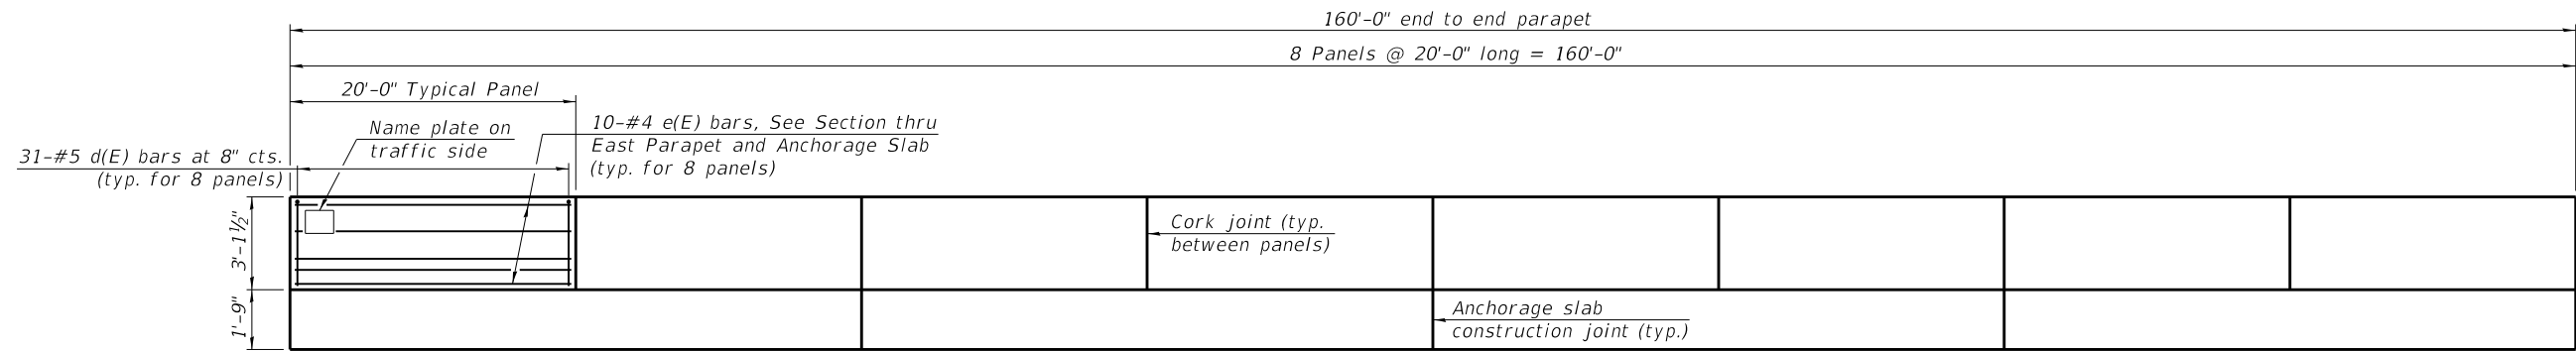 160'-0" end to end parapet
8 Panels @ 20'-0" long = 160'-0"
20'-0" Typical Panel
Name plate on
traffic side
10-#4 e(E) bars, See Section thru
East Parapet and Anchorage Slab
(typ. for 8 panels)
31-#5 d(E) bars at 8" cts.
(typ. for 8 panels)
3'-1½"
Cork joint (typ.
between panels)
1'-9"
Anchorage slab
construction joint (typ.)